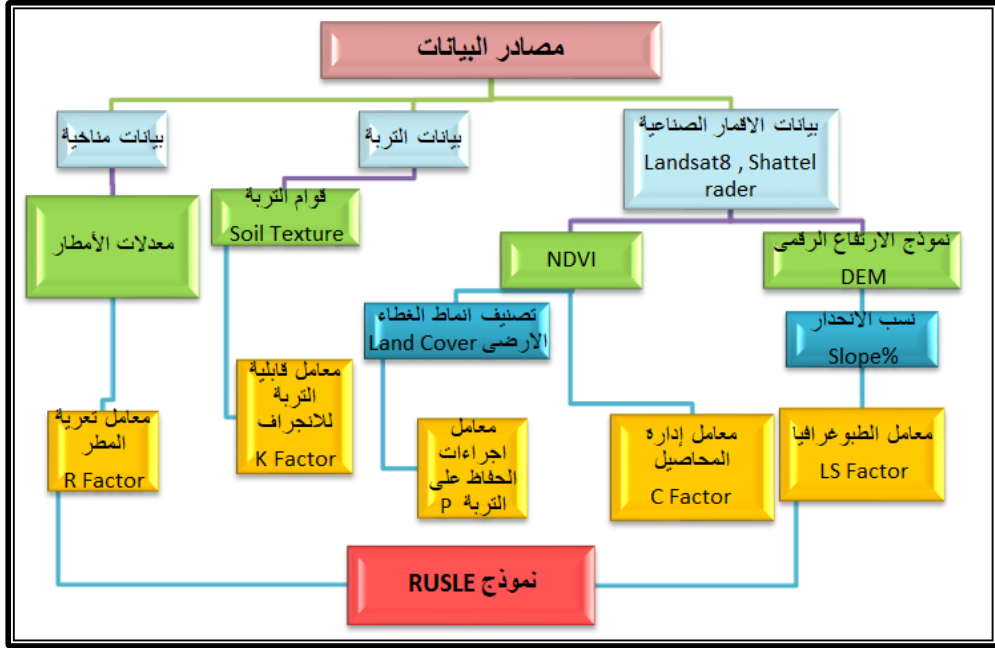 مصادر البيانات
بيانات الاقمار الصناعية
Landsat8 , Shattel
rader
بيانات التربة
بيانات مناخية
نموذج الارتفاع الرقمى
DEM
NDVI
قوام التربة
Soil Texture
معدلات الأمطار
نسب الانحدار
Slope%
تصنيف انماط الغطاء
الارضى Land Cover
معامل الطبوغرافيا
LS Factor
معامل إدارة
المحاصيل
C Factor
معامل
اجراءات
الحفاظ على
التربة P
معامل قابلية
التربة
للانجراف
K Factor
معامل تعرية
المطر
R Factor
نموذج RUSLE